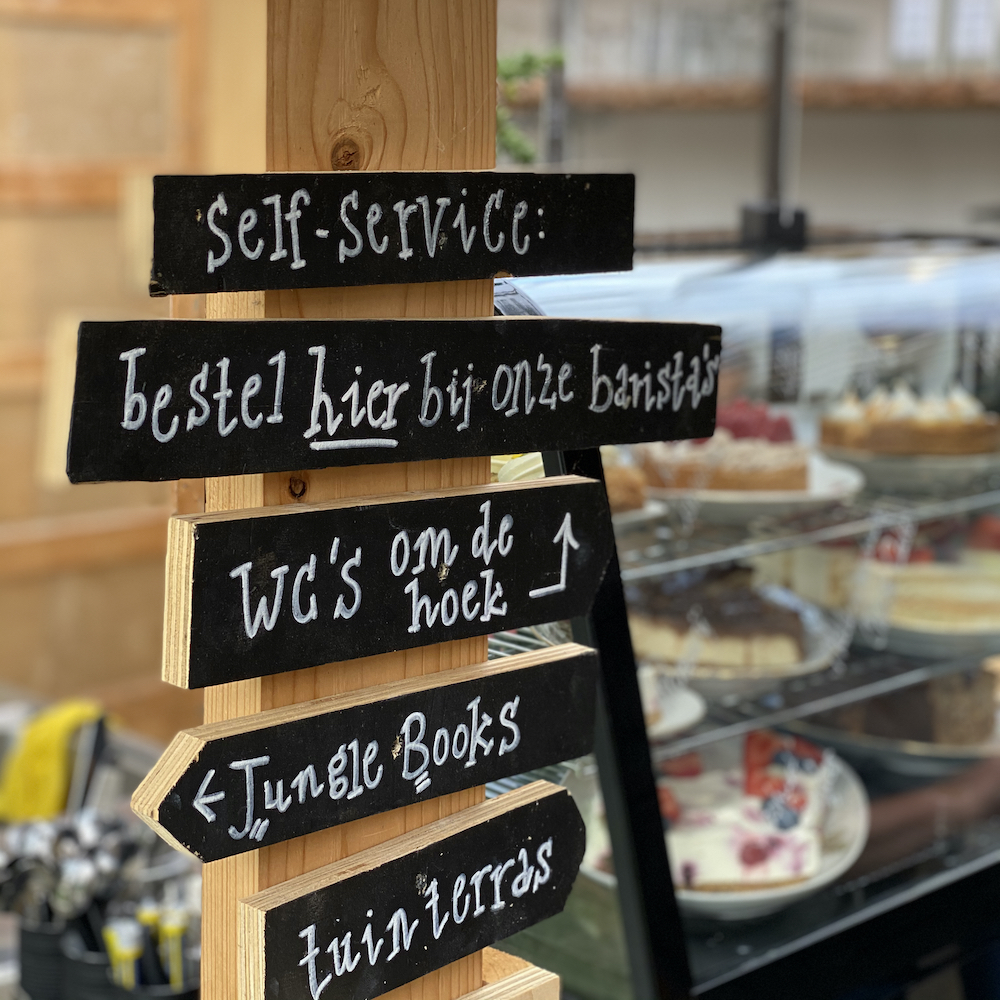 Self-Service:
bestel hier bij onze barista's
WC's om de
hoek
← Jungle Books
tuinterras